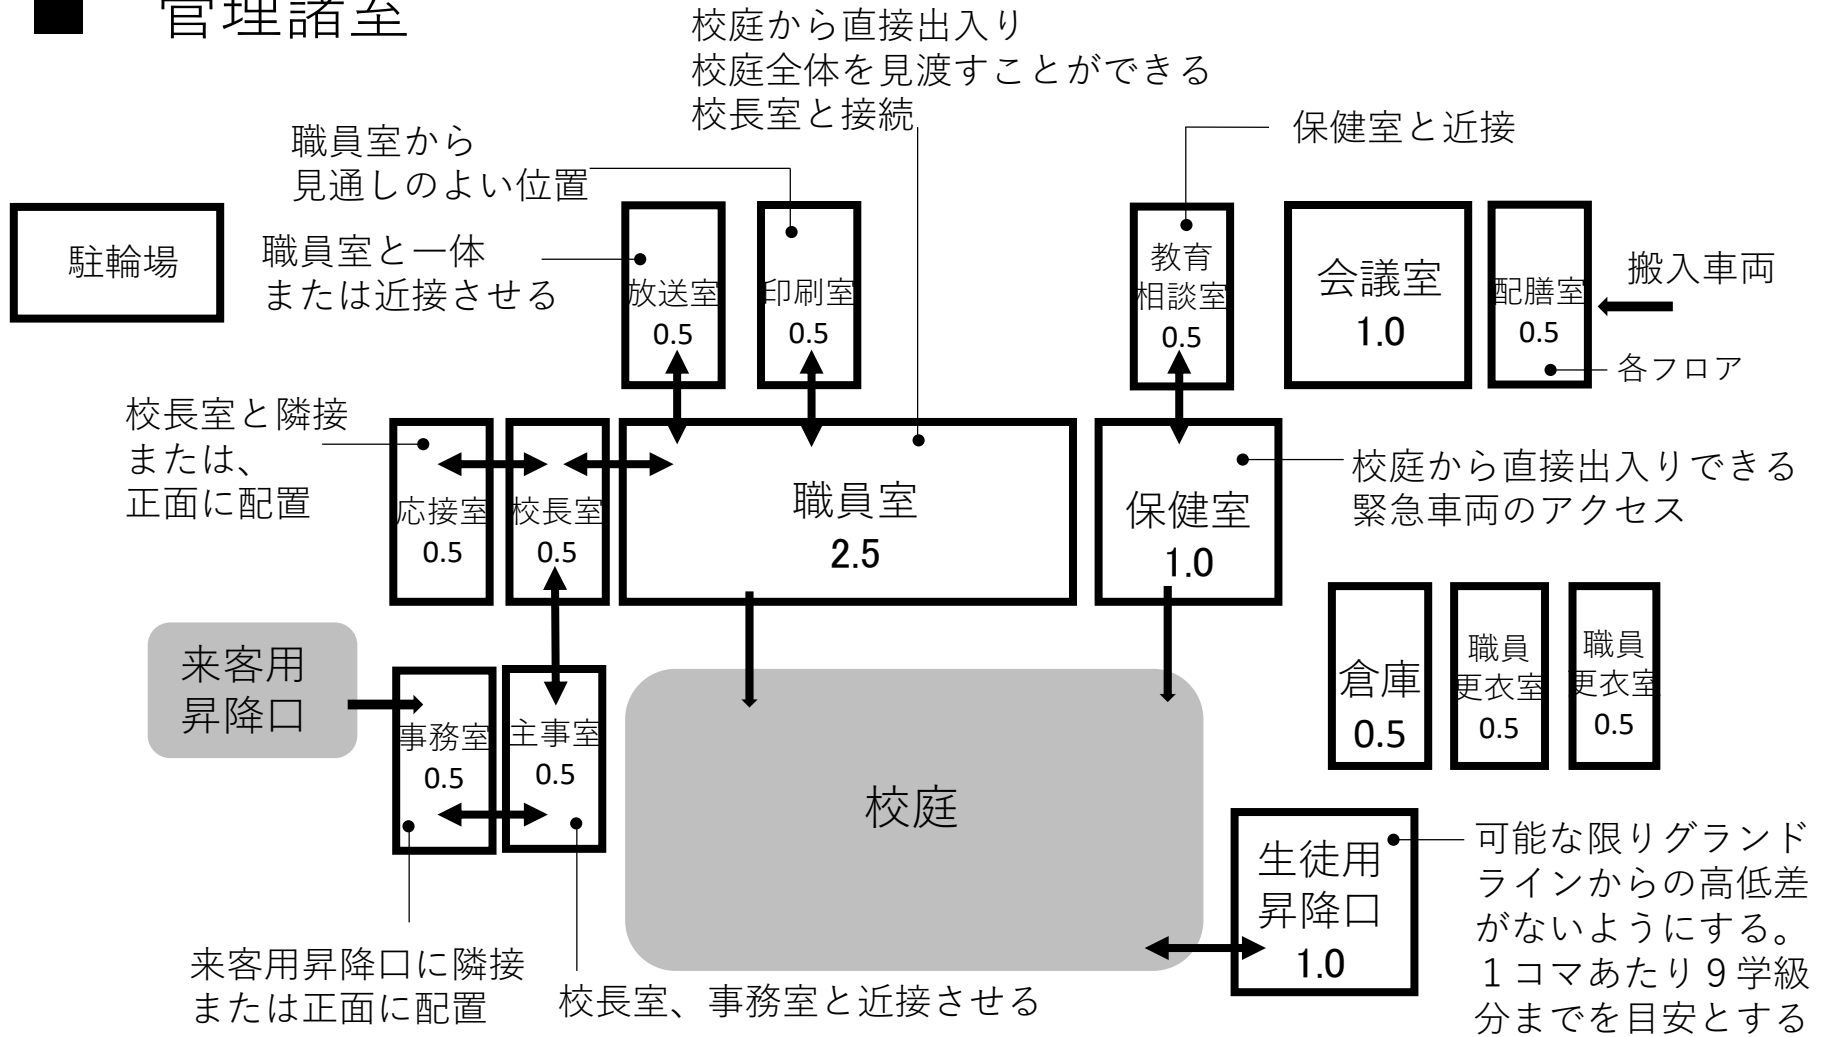 ■ 管理諸室
校庭から直接出入り
校庭全体を見渡すことができる
校長室と接続
職員室から
見通しのよい位置
保健室と近接
駐輪場
職員室と一体
または近接させる
放送室
0.5
印刷室
0.5
教育
相談室
0.5
会議室
1.0
配膳室
0.5
搬入車両
各フロア
校長室と隣接
または、
正面に配置
応接室
0.5
校長室
0.5
職員室
2.5
保健室
1.0
校庭から直接出入りできる
緊急車両のアクセス
来客用
昇降口
事務室
0.5
主事室
0.5
校庭
倉庫
0.5
職員
更衣室
0.5
職員
更衣室
0.5
生徒用
昇降口
1.0
可能な限りグランド
ラインからの高低差
がないようにする。
１コマあたり９学級
分までを目安とする
来客用昇降口に隣接
または正面に配置
校長室、事務室と近接させる